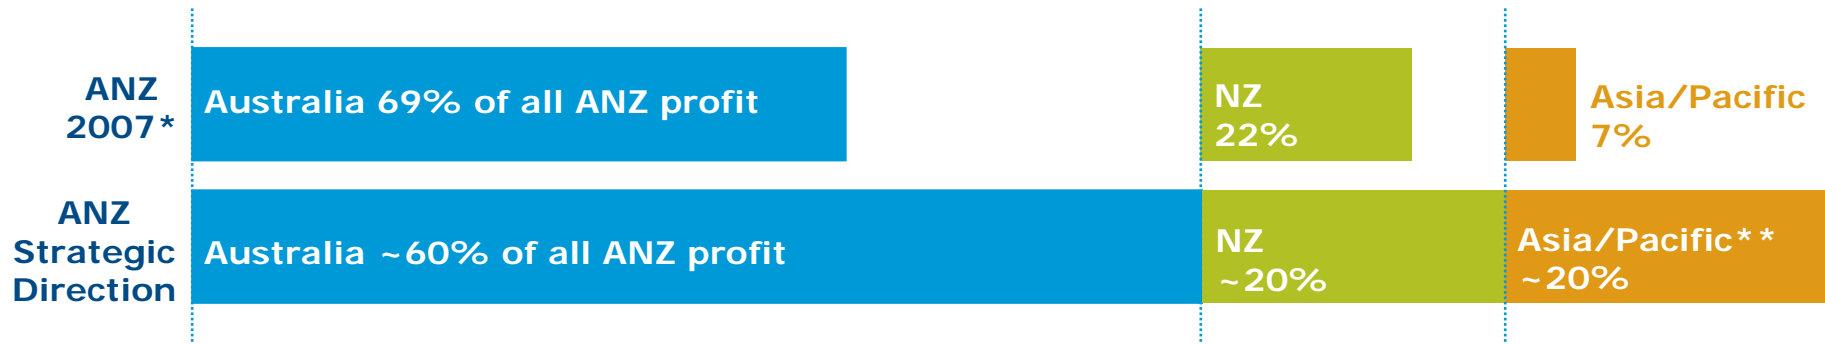 ANZ
2007*
Australia 69% of all ANZ profit
NZ
22%
Asia/Pacific
7%
ANZ
Strategic
Direction
Australia ~60% of all ANZ profit
NZ
~20%
Asia/Pacific**
~20%